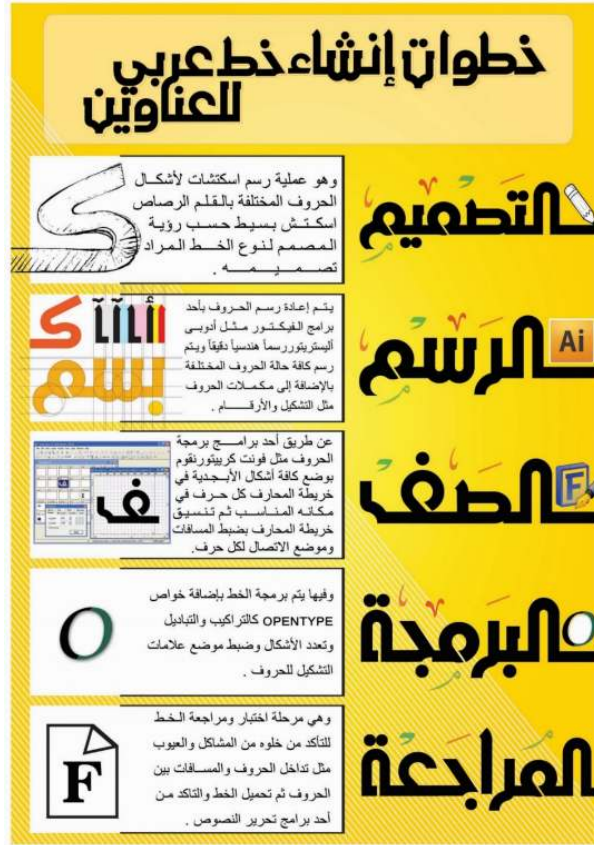 خطوات إنشاء خط عربي
للعناوين
التصميم
وهو عملية رسم اسكتشات لأشكال
الحروف المختلفة بالقلم الرصاص
اسكتش بسيط حسب رؤية
المصمم لنوع الخط المراد
تصميمه .
الرسم
Ai
يتم إعادة رسم الحروف بأحد
برامج الفيكتور مثل أدوبي
أليستريتوررسماً هندسياً دقيقاً ويتم
رسم كافة حالة الحروف المختلفة
بالإضافة إلى مكملات الحروف
مثل التشكيل والأرقام .
ك
بسم
الصف
F
عن طريق أحد برامج برمجة
الحروف مثل فونت كرييتورنقوم
بوضع كافة أشكال الأبجدية في
خريطة المحارف كل حرف في
مكانه المناسب ثم تنسيق
خريطة المحارف بضبط المسافات
وموضع الاتصال لكل حرف.
ف
البرمجة
O
وفيها يتم برمجة الخط بإضافة خواص
OPENTYPE كالتراكيب والتباديل
وتعدد الأشكال وضبط موضع علامات
التشكيل للحروف .
O
المراجعة
وهي مرحلة اختبار ومراجعة الخط
للتأكد من خلوه من المشاكل والعيوب
مثل تداخل الحروف والمسافات بين
الحروف ثم تحميل الخط والتاكد من
أحد برامج تحرير النصوص .
F